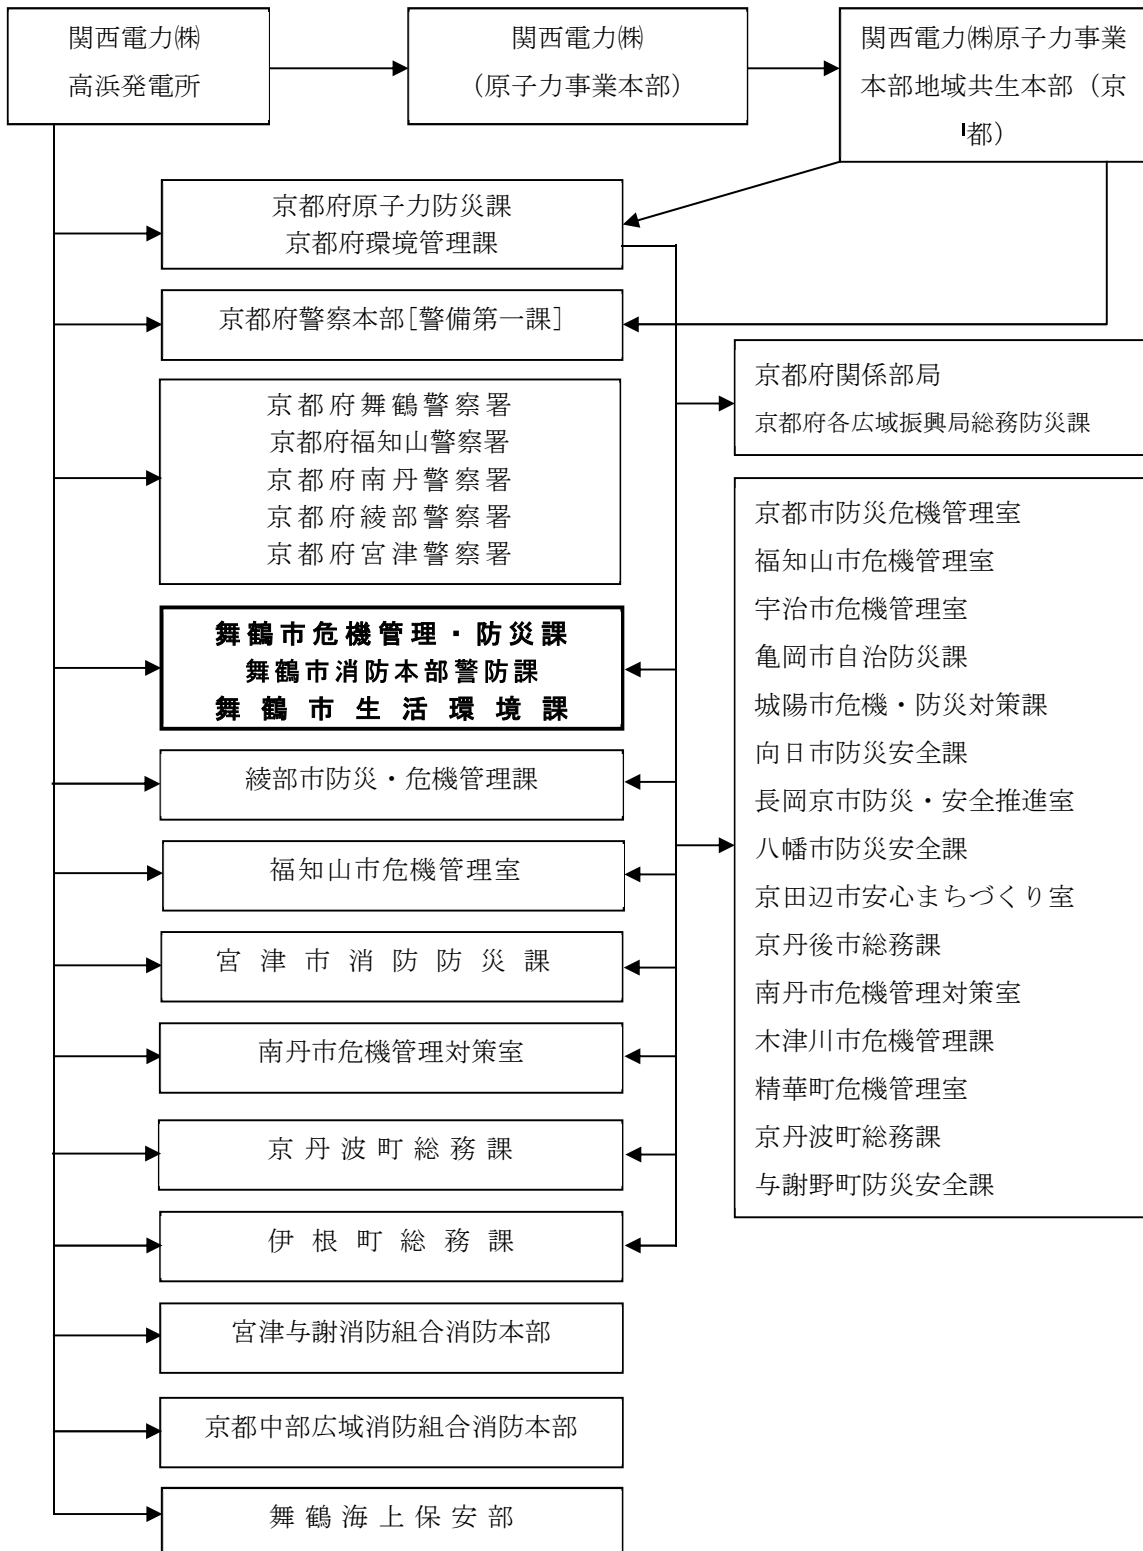 関西電力㈱
高浜発電所
関西電力㈱
（原子力事業本部）
関西電力㈱原子力事業
本部地域共生本部（京
都）
京都府原子力防災課
京都府環境管理課
京都府警察本部［警備第一課］
京都府舞鶴警察署
京都府福知山警察署
京都府南丹警察署
京都府綾部警察署
京都府宮津警察署
舞鶴市危機管理・防災課
舞鶴市消防本部警防課
舞鶴市生活環境課
綾部市防災・危機管理課
福知山市危機管理室
宮津市消防防災課
南丹市危機管理対策室
京丹波町総務課
伊根町総務課
宮津与謝消防組合消防本部
京都中部広域消防組合消防本部
舞鶴海上保安部
京都府関係部局
京都府各広域振興局総務防災課
京都市防災危機管理室
福知山市危機管理室
宇治市危機管理室
亀岡市自治防災課
城陽市危機・防災対策課
向日市防災安全課
長岡京市防災・安全推進室
八幡市防災安全課
京田辺市安心まちづくり室
京丹後市総務課
南丹市危機管理対策室
木津川市危機管理課
精華町危機管理室
京丹波町総務課
与謝野町防災安全課